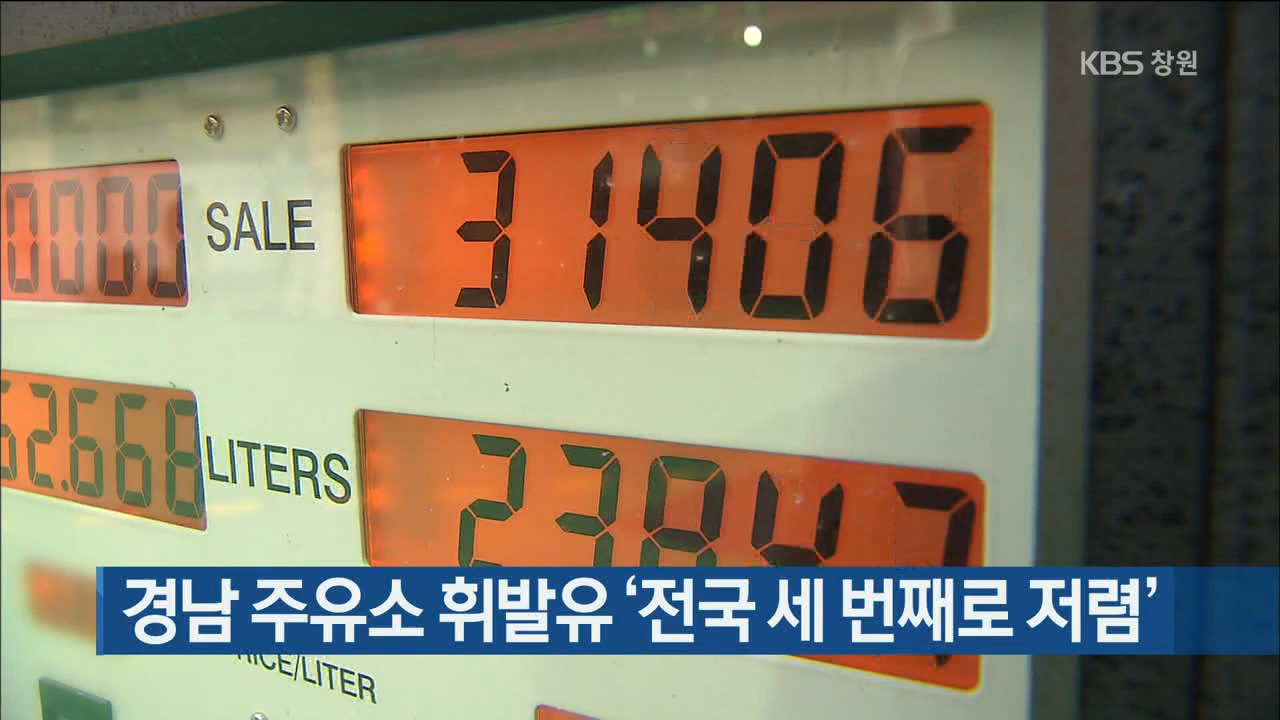 KBS 창원
0000
SALE
31406
52.668
LITERS
23847
경남 주유소 휘발유 ‘전국 세 번째로 저렴’
PRICE/LITER